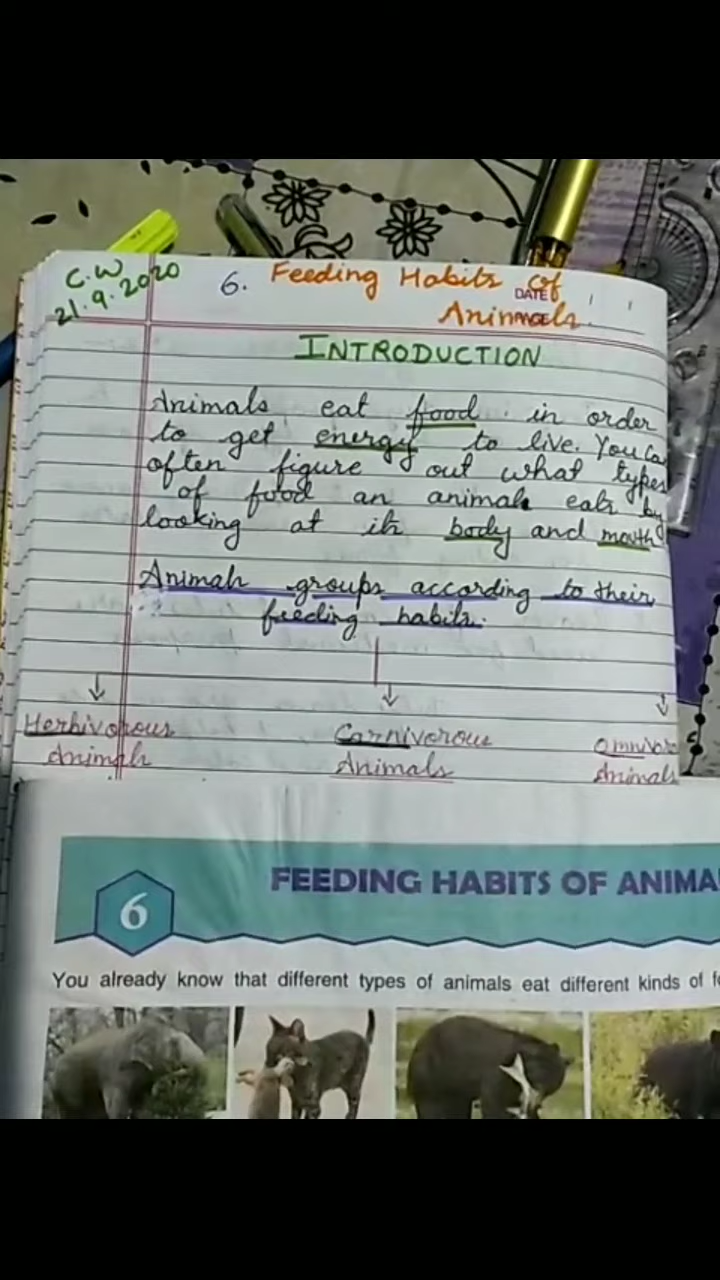 C.W
21.9.2020
6. Feeding Habits of
DATE
Animals.
INTRODUCTION
Animals eat food in order
to get energy to live. You Can
often figure out what types
of food an animal eats by
looking at its body and mouth
Animals groups according to their
feeding habits.
Herbivorous Carnivorous Omnivoro
Animals Animals Animals
6
FEEDING HABITS OF ANIMA
You already know that different types of animals eat different kinds of fo